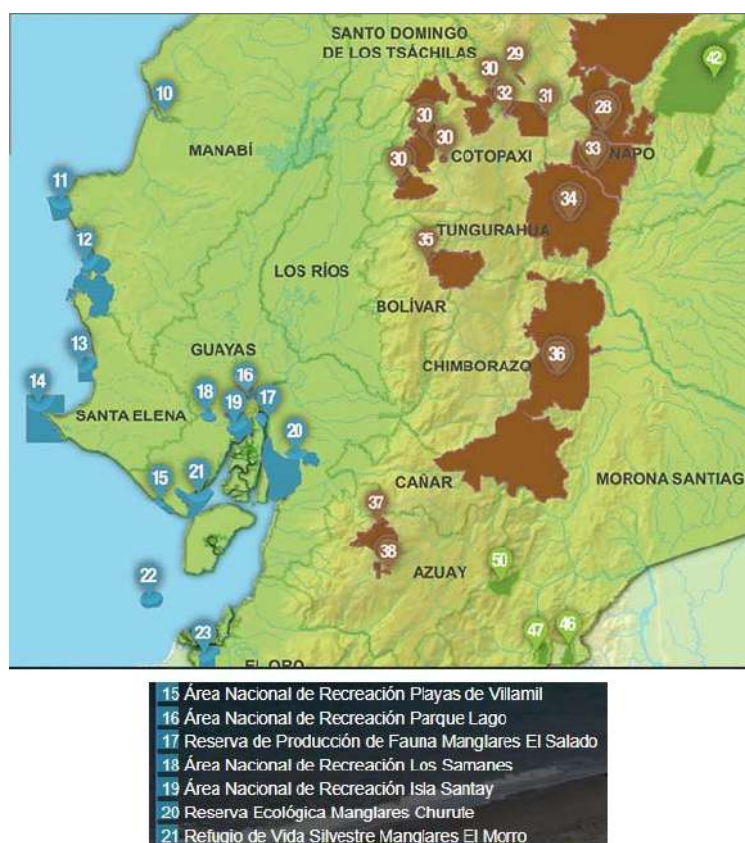 SANTO DOMINGO
DE LOS TSÁCHILAS
29
30
42
10
32
31
30
28
30
MANABÍ
30
COTOPAXI
33
NAPO
11
34
12
35
TUNGURAHUA
LOS RÍOS
BOLÍVAR
13
GUAYAS
36
CHIMBORAZO
14
16
18
17
SANTA ELENA
19
20
15
21
CAÑAR
MORONA SANTIAG
37
38
AZUAY
50
22
23
47
46
EL ORO
15 Área Nacional de Recreación Playas de Villamil
16 Área Nacional de Recreación Parque Lago
17 Reserva de Producción de Fauna Manglares El Salado
18 Área Nacional de Recreación Los Samanes
19 Área Nacional de Recreación Isla Santay
20 Reserva Ecológica Manglares Churute
21 Refugio de Vida Silvestre Manglares El Morro